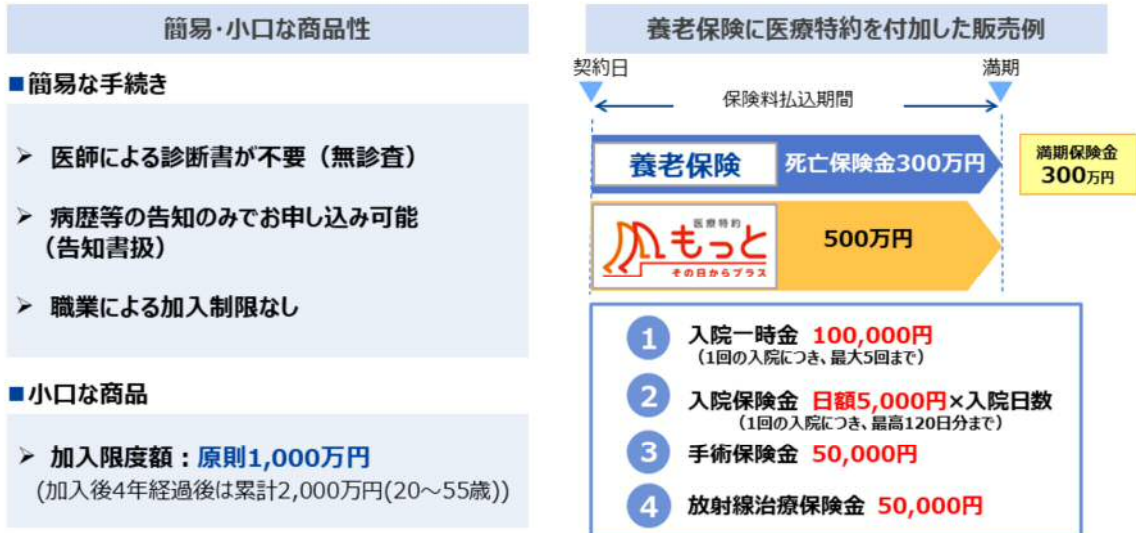 簡易・小口な商品性
■簡易な手続き
➢ 医師による診断書が不要（無診査）
➢ 病歴等の告知のみでお申し込み可能
（告知書扱）
➢ 職業による加入制限なし
■小口な商品
➢ 加入限度額：原則1,000万円
(加入後4年経過後は累計2,000万円(20～55歳))
養老保険に医療特約を付加した販売例
契約日
満期
保険料払込期間
養老保険 死亡保険金300万円
満期保険金
300万円
医療特約
もっと
その日からプラス
500万円
1 入院一時金 100,000円
（1回の入院につき、最大5回まで）
2 入院保険金 日額5,000円×入院日数
（1回の入院につき、最高120日分まで）
3 手術保険金 50,000円
4 放射線治療保険金 50,000円